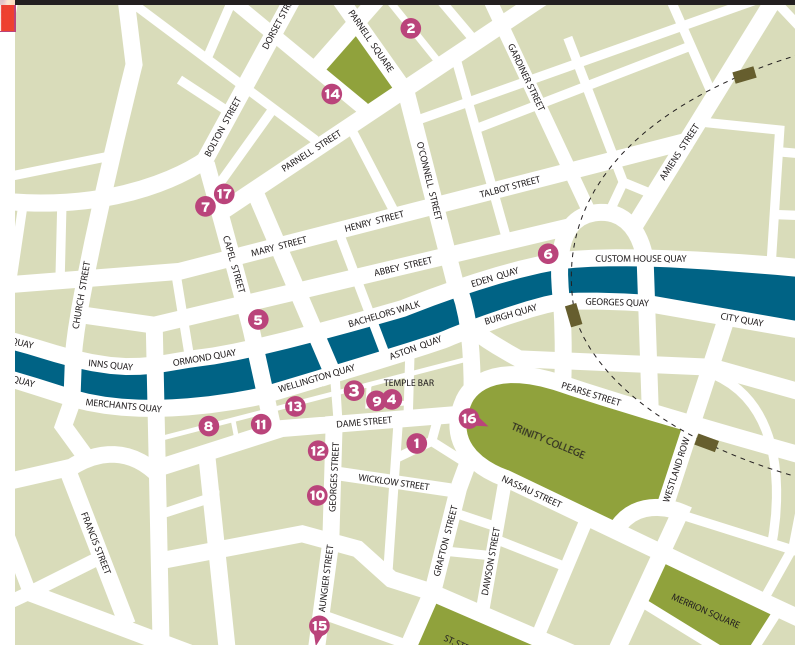 DORSET STR
PARNELL SQUARE
2
GARDINER STREET
14
BOLTON STREET
PARNELL STREET
O'CONNELL STREET
AMIENS STREET
TALBOT STREET
17
7
HENRY STREET
MARY STREET
CAPEL STREET
6
CUSTOM HOUSE QUAY
ABBEY STREET
EDEN QUAY
CHURCH STREET
GEORGES QUAY
BACHELORS WALK
BURGH QUAY
CITY QUAY
5
QUAY
ASTON QUAY
ORMOND QUAY
INNS QUAY
WELLINGTON QUAY
QUAY
TEMPLE BAR
3
9
4
PEARSE STREET
MERCHANTS QUAY
13
8
11
DAME STREET
16
TRINITY COLLEGE
1
12
GEORGES STREET
WESTLAND ROW
WICKLOW STREET
NASSAU STREET
10
FRANCIS STREET
GRAFTON STREET
DAWSON STREET
AUNGIER STREET
MERRION SQUARE
15
ST. ST